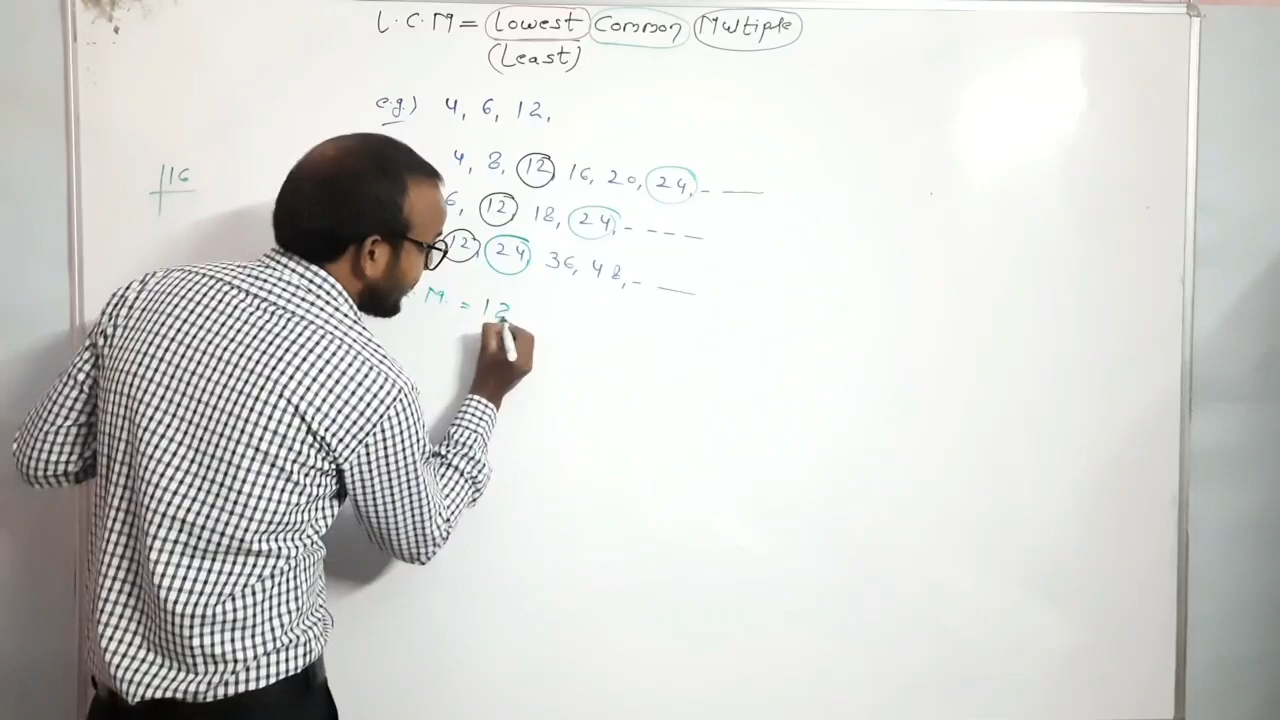 L.C.M = Lowest Common Multiple
(Least)
e.g.) 4, 6, 12,
4, 8, 12 16, 20, 24, - —
6, 12, 18, 24, - - - -
12, 24, 36, 48, - —
M. = 12
16